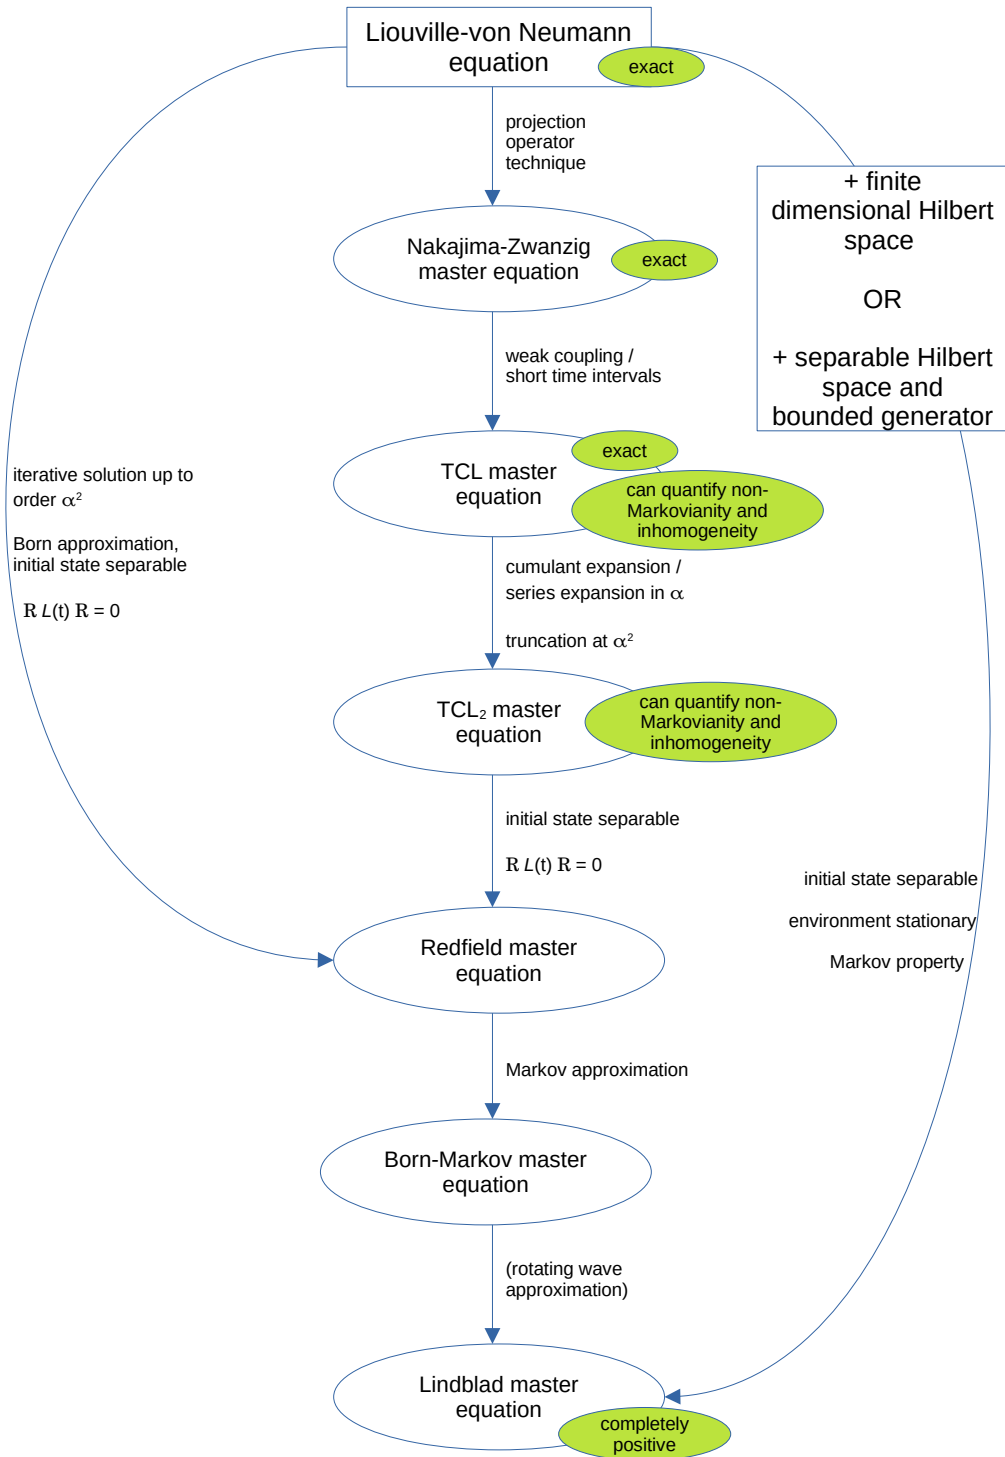 Liouville-von Neumann
equation
exact
projection
operator
technique
+ finite
dimensional Hilbert
space
OR
+ separable Hilbert
space and
bounded generator
Nakajima-Zwanzig
master equation
exact
weak coupling /
short time intervals
TCL master
equation
exact
can quantify non-
Markovianity and
inhomogeneity
iterative solution up to
order α²
Born approximation,
initial state separable
R L(t) R = 0
cumulant expansion /
series expansion in α
truncation at α²
TCL₂ master
equation
can quantify non-
Markovianity and
inhomogeneity
initial state separable
R L(t) R = 0
initial state separable
environment stationary
Markov property
Redfield master
equation
Markov approximation
Born-Markov master
equation
(rotating wave
approximation)
Lindblad master
equation
completely
positive